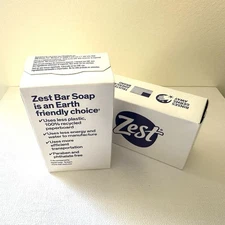 Zest Bar Soap
is an Earth
friendly choice*
✓Uses less plastic,
100% recycled
paperboard
✓Uses less energy and
water to manufacture
✓Uses more
efficient
transportation
✓Paraben and
phthalate free
Zest